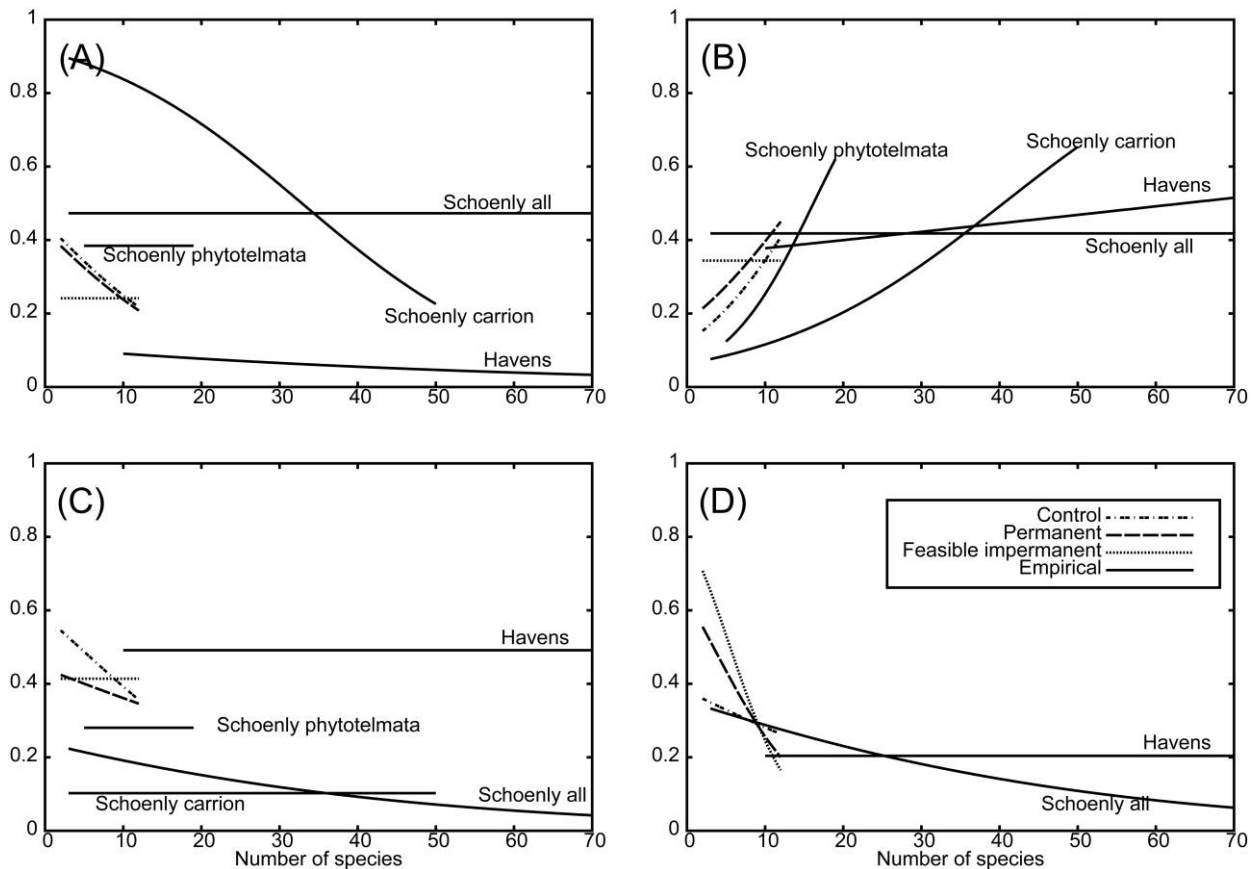 1
(A)
0.8
0.6
Schoenly all
0.4
Schoenly phytotelmata
0.2
Schoenly carrion
Havens
0
0 10 20 30 40 50 60 70
1
(B)
0.8
Schoenly carrion
0.6
Schoenly phytotelmata
Havens
0.4
Schoenly all
0.2
0
0 10 20 30 40 50 60 70
1
(C)
0.8
0.6
Havens
0.4
Schoenly phytotelmata
0.2
Schoenly carrion
Schoenly all
0
0 10 20 30 40 50 60 70
Number of species
1
(D)
Control
Permanent
Feasible impermanent
Empirical
0.8
0.6
0.4
Havens
0.2
Schoenly all
0
0 10 20 30 40 50 60 70
Number of species